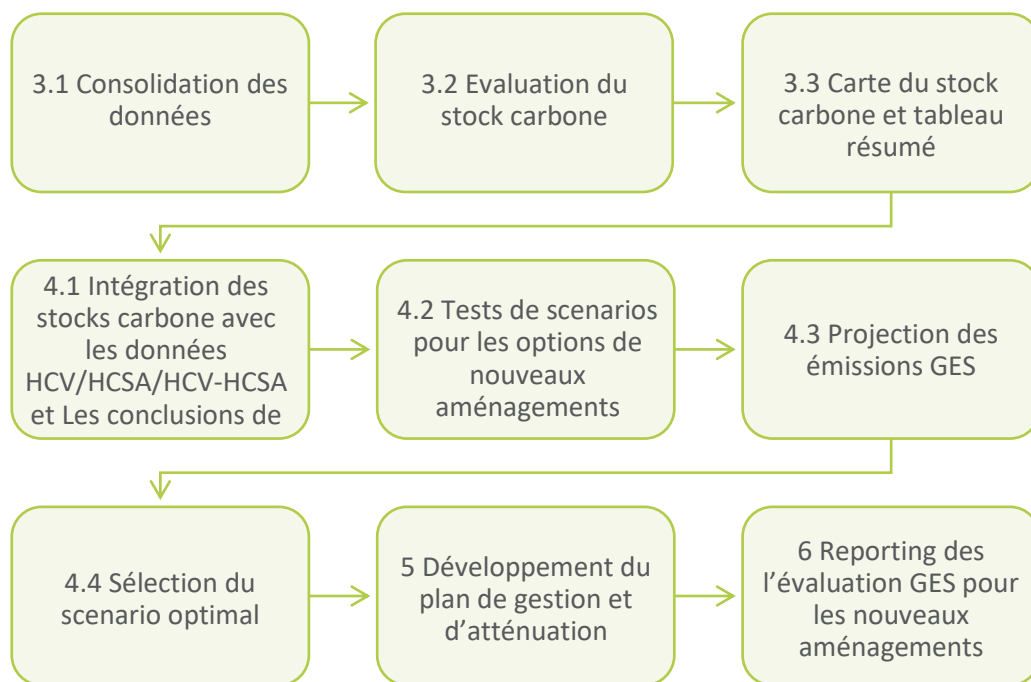 3.1 Consolidation des
données
3.2 Evaluation du
stock carbone
3.3 Carte du stock
carbone et tableau
résumé
4.1 Intégration des
stocks carbone avec
les données
HCV/HCSA/HCV-HCSA
et Les conclusions de
4.2 Tests de scenarios
pour les options de
nouveaux
aménagements
4.3 Projection des
émissions GES
4.4 Sélection du
scenario optimal
5 Développement du
plan de gestion et
d’atténuation
6 Reporting des
l’évaluation GES pour
les nouveaux
aménagements